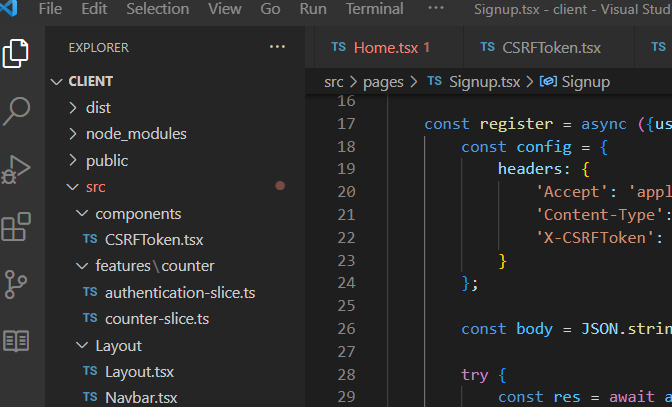 File Edit Selection View Go Run Terminal ··· Signup.tsx - client - Visual Stud
EXPLORER ···
CLIENT
dist
node_modules
public
src
components
TS CSRFToken.tsx
features\counter
TS authentication-slice.ts
TS counter-slice.ts
Layout
TS Layout.tsx
TS Navbar.tsx
TS Home.tsx 1 TS CSRFToken.tsx TS
src > pages > TS Signup.tsx > Signup
16
17 const register = async ({us
18 const config = {
19 headers: {
20 'Accept': 'appl
21 'Content-Type':
22 'X-CSRFToken':
23 }
24 };
25
26 const body = JSON.strin
27
28 try {
29 const res = await a